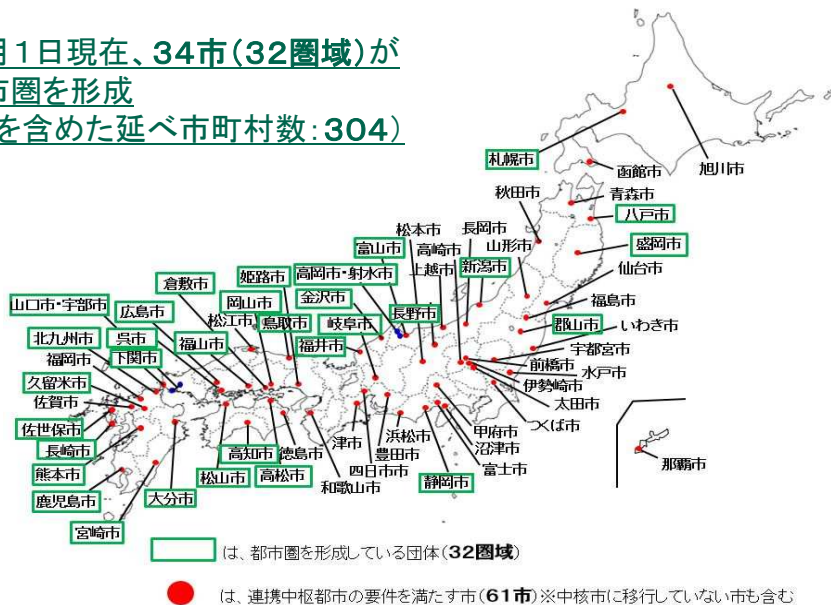 月1日現在、34市(32圏域)が
市圏を形成
を含めた延べ市町村数:304)
札幌市
函館市
旭川市
秋田市
青森市
八戸市
松本市
長岡市
富山市
高崎市
山形市
盛岡市
倉敷市
姫路市
高岡市・射水市
上越市
新潟市
仙台市
山口市・宇部市
広島市
岡山市
鳥取市
金沢市
長野市
福島市
北九州市
呉市
松江市
岐阜市
郡山市
いわき市
福岡市
下関市
福山市
福井市
宇都宮市
久留米市
前橋市
水戸市
佐賀市
伊勢崎市
太田市
佐世保市
甲府市
つくば市
長崎市
高知市
徳島市
津市
浜松市
沼津市
那覇市
熊本市
松山市
高松市
四日市市
豊田市
静岡市
富士市
鹿児島市
大分市
和歌山市
宮崎市
は、都市圏を形成している団体(32圏域)
は、連携中枢都市の要件を満たす市(61市)※中核市に移行していない市も含む